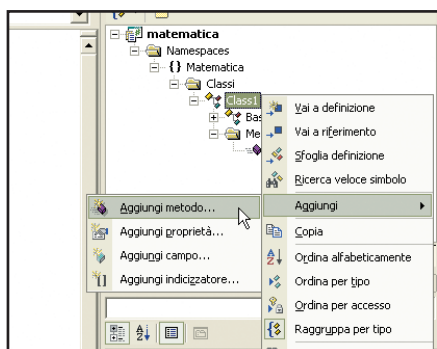 matematica
Namespaces
{} Matematica
Classi
Class1
Bas
Me
Vai a definizione
Vai a riferimento
Sfoglia definizione
Ricerca veloce simbolo
Aggiungi
Copia
Ordina alfabeticamente
Ordina per tipo
Ordina per accesso
Raggruppa per tipo
Aggiungi metodo...
Aggiungi proprietà...
Aggiungi campo...
Aggiungi indicizzatore...